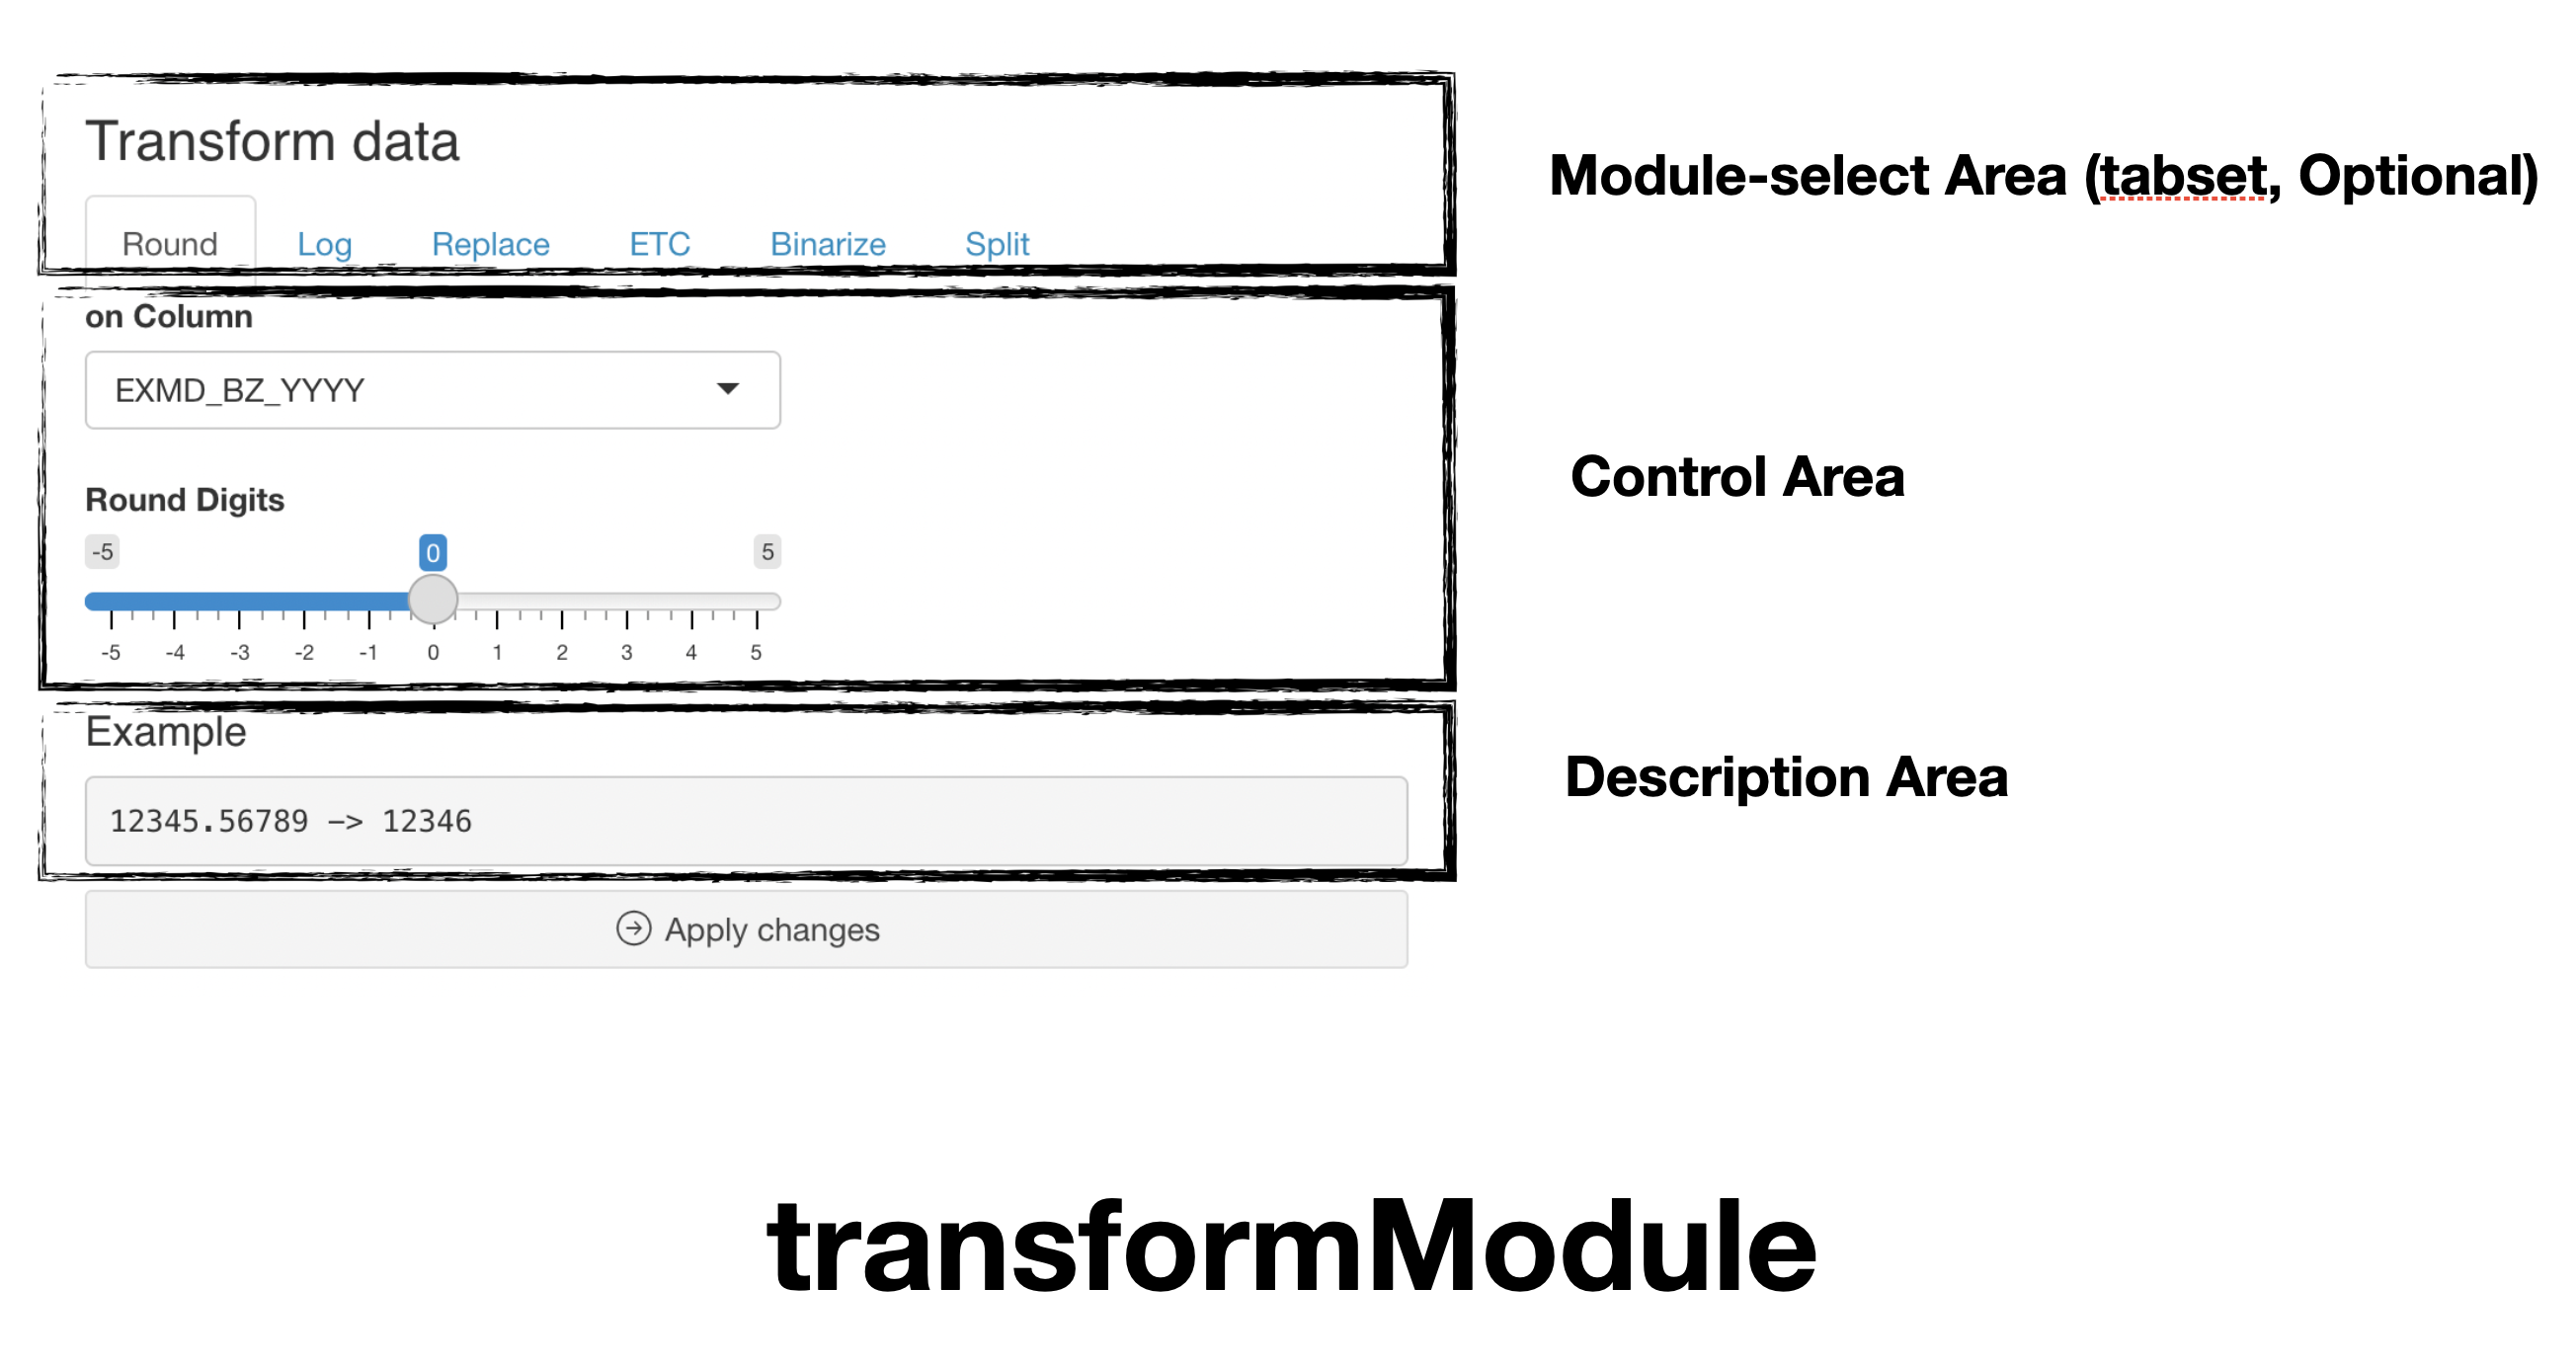 Transform data
Module-select Area (tabset, Optional)
Round Log Replace ETC Binarize Split
on Column
EXMD_BZ_YYYY
Control Area
Round Digits
-5 0 5
-5 -4 -3 -2 -1 0 1 2 3 4 5
Example
Description Area
12345.56789 —> 12346
Apply changes
transformModule